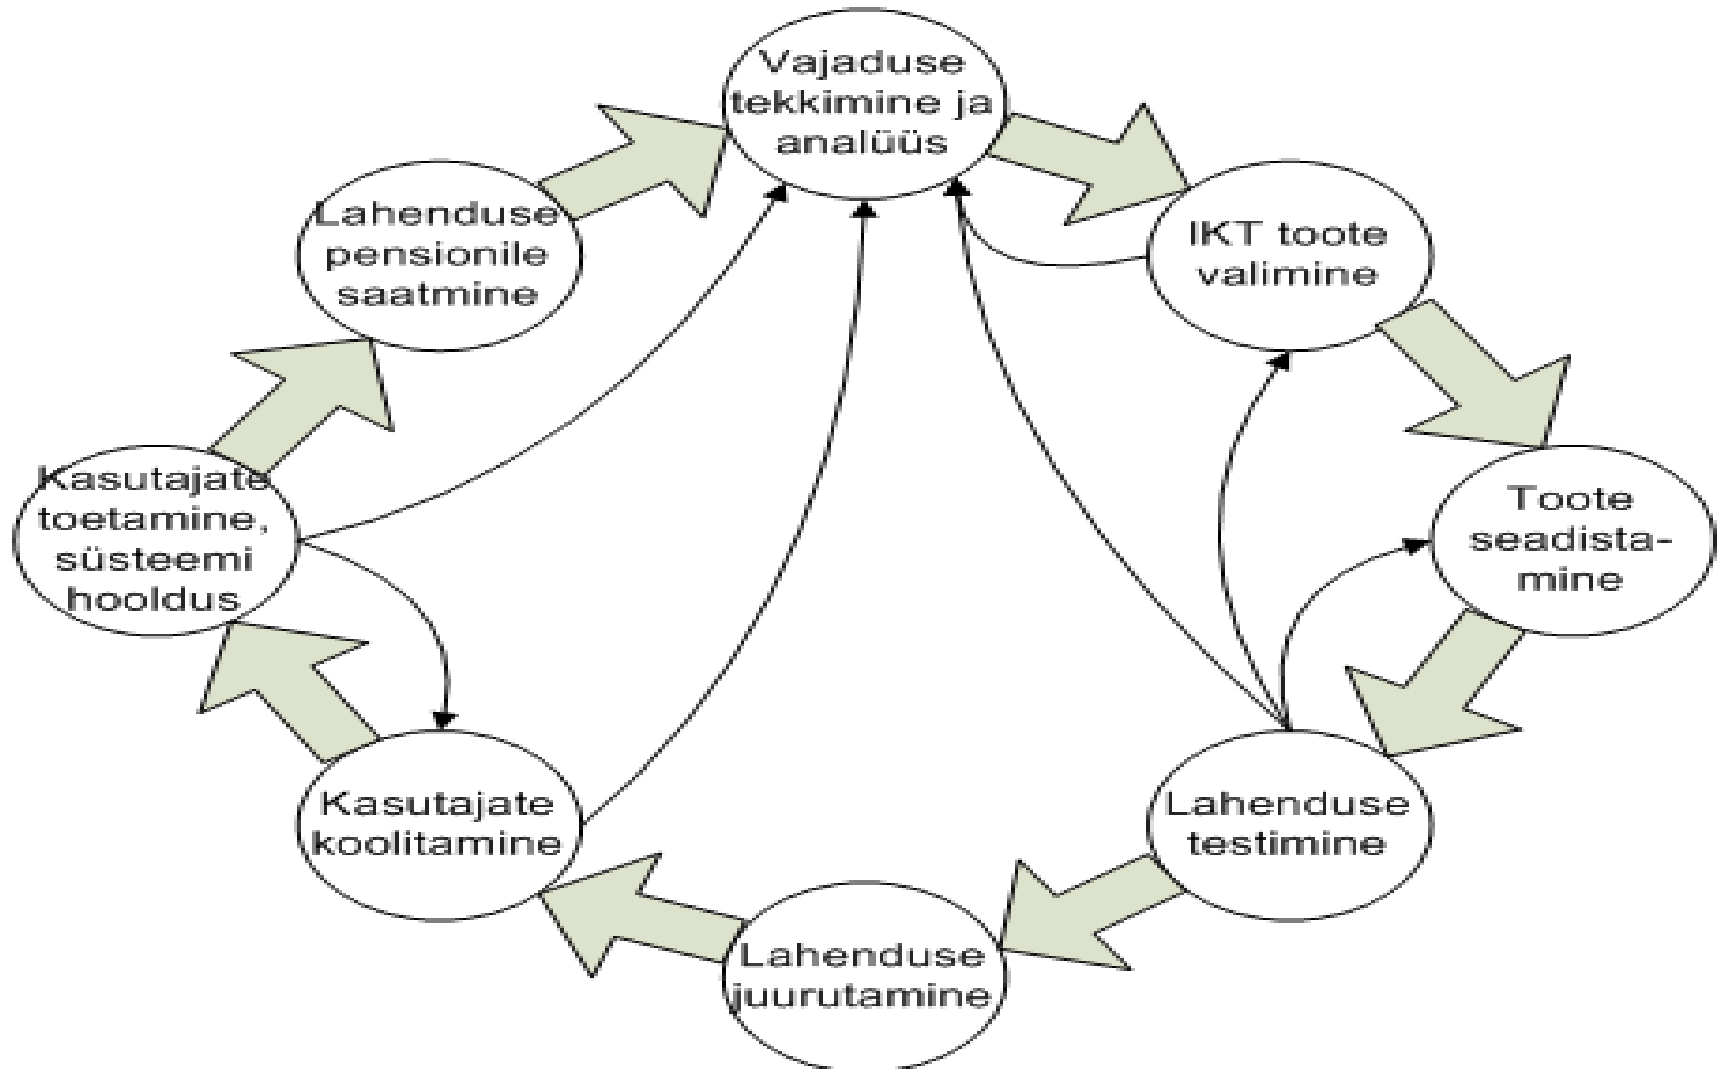 Vajaduse
tekkimine ja
analüüs
IKT toote
valimine
Toote
seadista-
mine
Lahenduse
testimine
Lahenduse
juurutamine
Kasutajate
koolitamine
Kasutajate
toetamine,
süsteemi
hooldus
Lahenduse
pensionile
saatmine